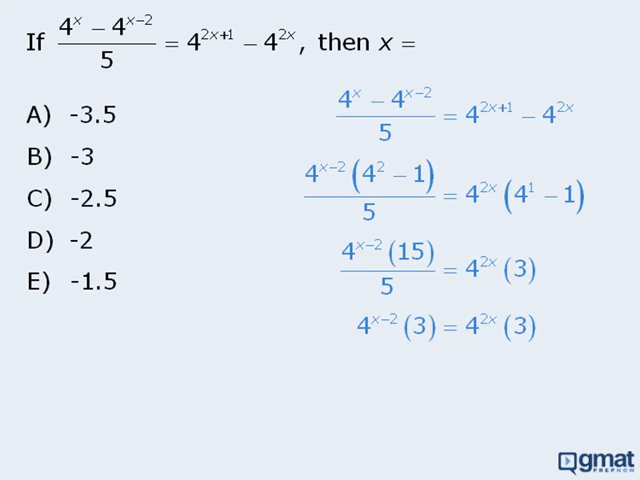 If (4^x − 4^(x−2))/5 = 4^(2x+1) − 4^(2x), then x =
A) -3.5
B) -3
C) -2.5
D) -2
E) -1.5
(4^x − 4^(x−2))/5 = 4^(2x+1) − 4^(2x)
(4^(x−2) (4^2 − 1))/5 = 4^(2x) (4^1 − 1)
(4^(x−2) (15))/5 = 4^(2x) (3)
4^(x−2) (3) = 4^(2x) (3)
gmat
PREPNOW